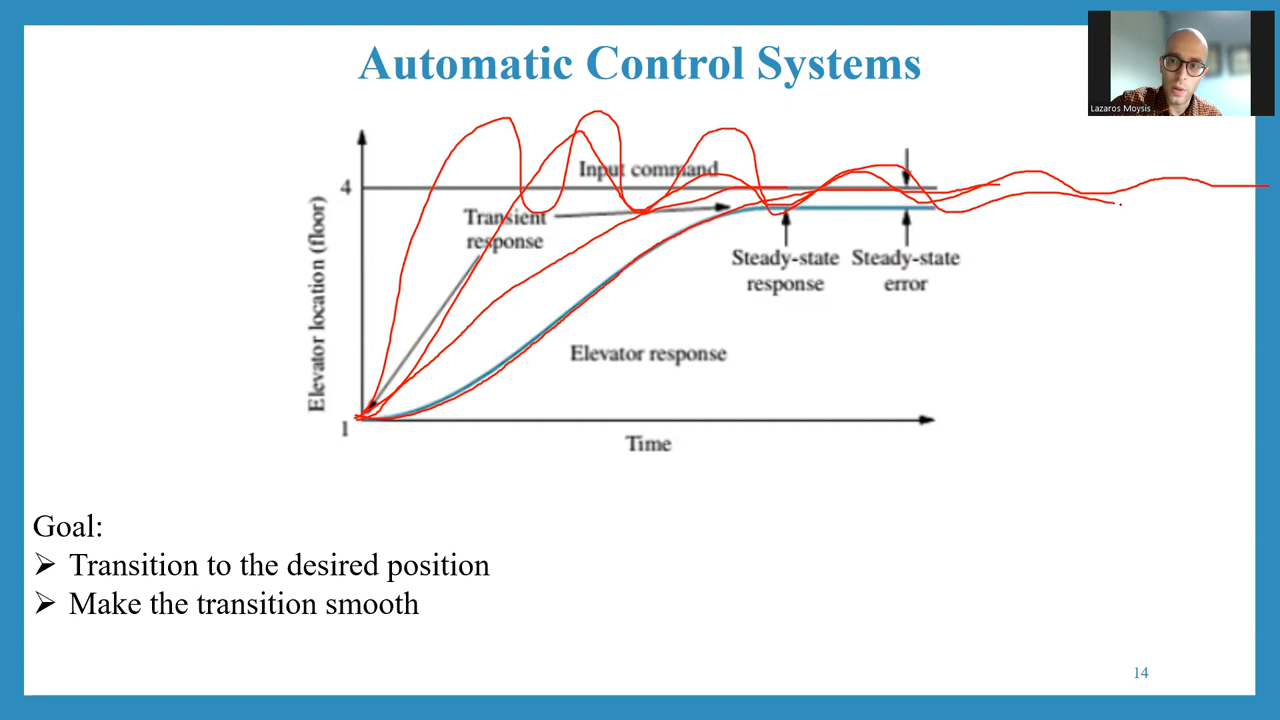 Automatic Control Systems
Lazaros Moysis
Input command
4
Transient
response
Elevator location (floor)
Steady-state
response
Steady-state
error
Elevator response
1
Time
Goal:
➢ Transition to the desired position
➢ Make the transition smooth
14